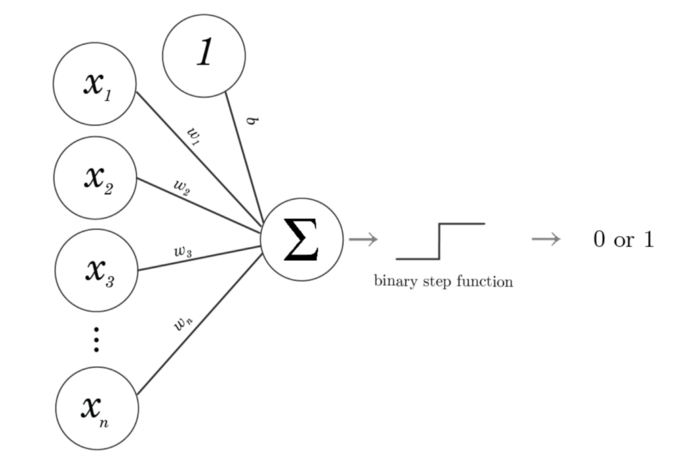 1
x₁
b
w₁
x₂
w₂
x₃
w₃
Σ
0 or 1
binary step function
⋮
wₙ
xₙ